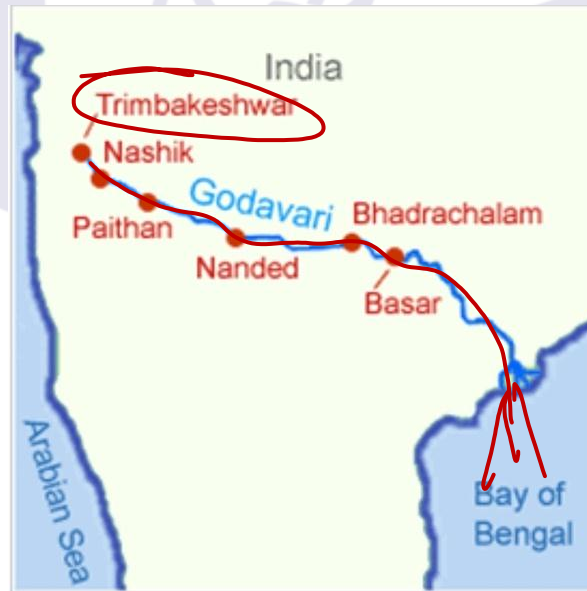 India
Trimbakeshwar
Nashik
Godavari
Paithan
Bhadrachalam
Nanded
Basar
Arabian Sea
Bay of
Bengal